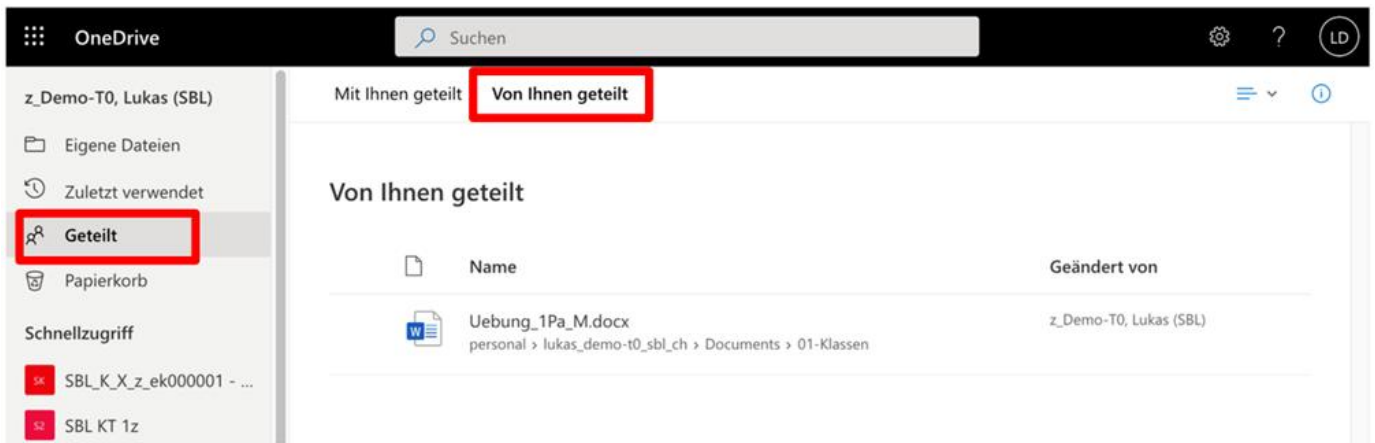 OneDrive
Suchen
LD
z_Demo-T0, Lukas (SBL)
Eigene Dateien
Zuletzt verwendet
Geteilt
Papierkorb
Schnellzugriff
SK SBL_K_X_z_ek000001 - ...
S2 SBL KT 1z
Mit Ihnen geteilt Von Ihnen geteilt
Von Ihnen geteilt
Name Geändert von
Uebung_1Pa_M.docx z_Demo-T0, Lukas (SBL)
personal › lukas_demo-t0_sbl_ch › Documents › 01-Klassen